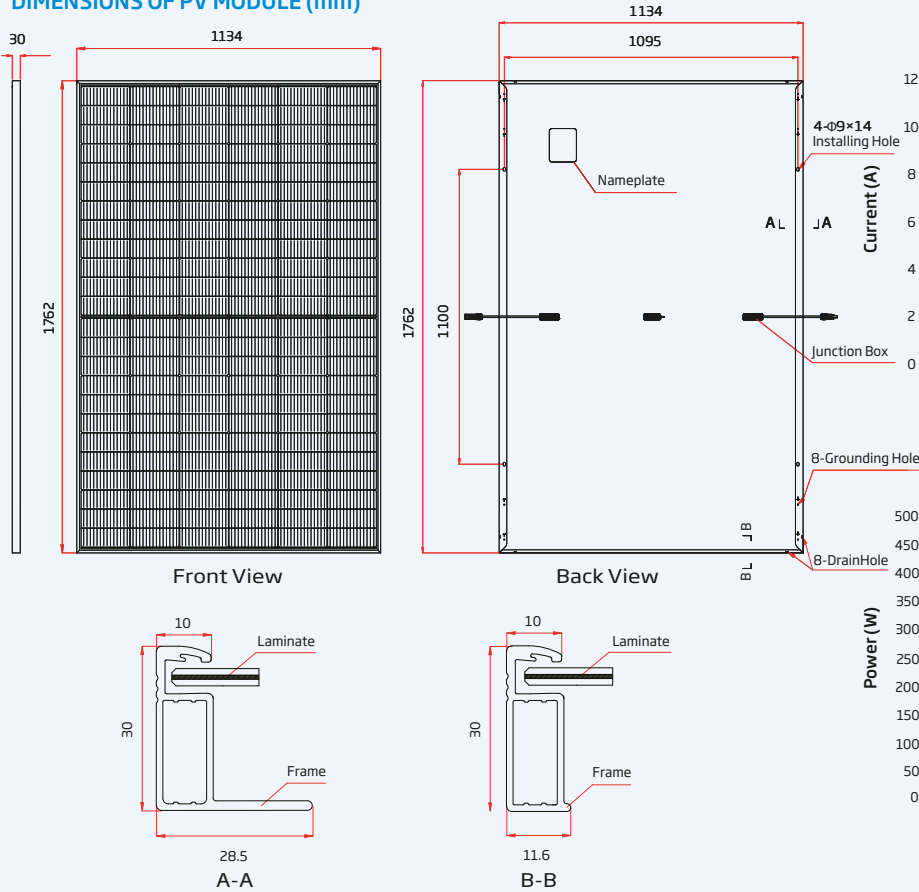 DIMENSIONS OF PV MODULE (mm)
30
1134
1762
Front View
1134
1095
1762
1100
Nameplate
4-Φ9×14
Installing Hole
A
A
Junction Box
8-Grounding Hole
8-DrainHole
B
B
Back View
Current (A)
12
10
8
6
4
2
0
Power (W)
500
450
400
350
300
250
200
150
100
50
0
10
Laminate
30
Frame
28.5
A-A
10
Laminate
30
Frame
11.6
B-B